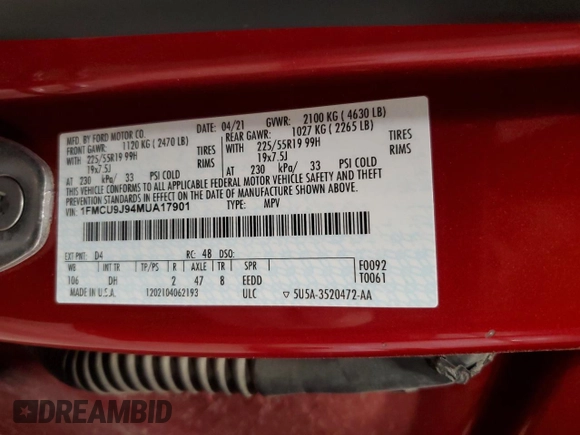 MFD. BY FORD MOTOR CO.
DATE: 04/21 GVWR: 2100 KG ( 4630 LB)
FRONT GAWR: 1120 KG ( 2470 LB) REAR GAWR: 1027 KG ( 2265 LB)
WITH 225/55R19 99H TIRES WITH 225/55R19 99H TIRES
19x7.5J RIMS 19x7.5J RIMS
AT 230 kPa/ 33 PSI COLD AT 230 kPa/ 33 PSI COLD
THIS VEHICLE CONFORMS TO ALL APPLICABLE FEDERAL MOTOR VEHICLE SAFETY AND THEFT
PREVENTION STANDARDS IN EFFECT ON THE DATE OF MANUFACTURE SHOWN ABOVE.
VIN: 1FMCU9J94MUA17901 TYPE: MPV
EXT PNT: D4 RC: 48 DSO:
WB INT TR TP/PS R AXLE TR SPR
106 DH 2 47 8 EEDD
F0092
T0061
MADE IN U.S.A. 1202104062193 ULC ▽ 5U5A-3520472-AA
DREAMBID